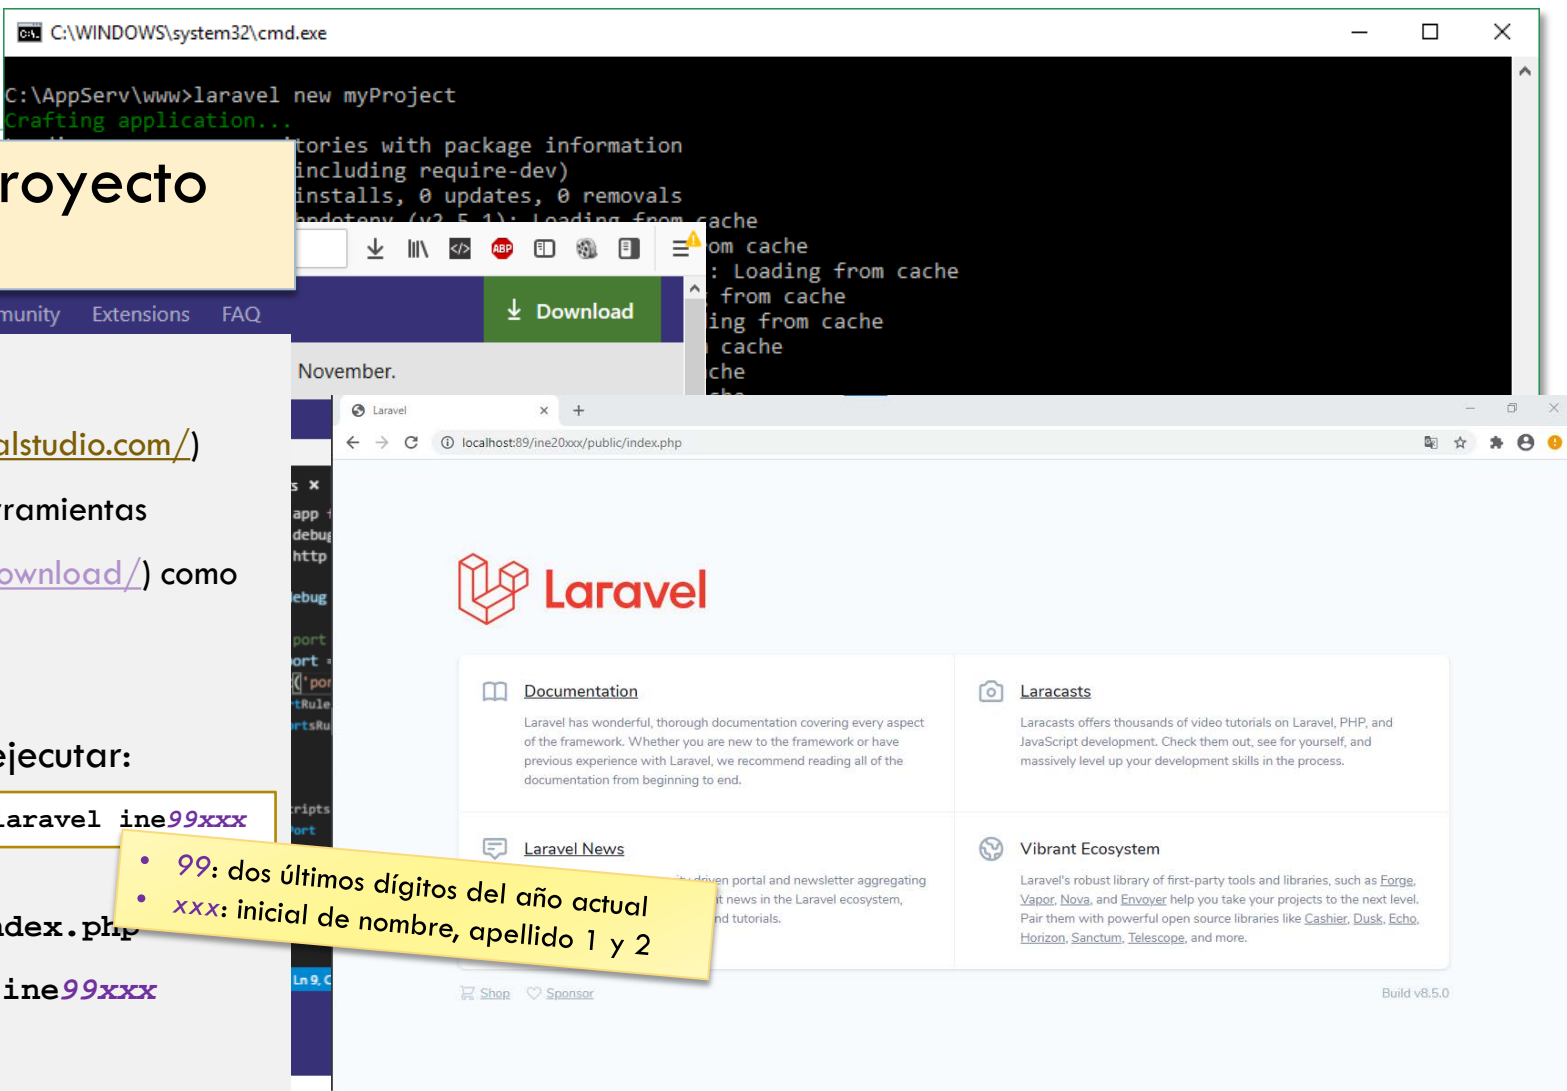 C:\WINDOWS\system32\cmd.exe
C:\AppServ\www>laravel new myProject
Crafting application...
tories with package information
including require-dev)
installs, 0 updates, 0 removals
(v2.5.1): Loading from cache
om cache
: Loading from cache
from cache
ing from cache
cache
che
royecto
ABP
munity Extensions FAQ
Download
November.
alstudio.com/)
ramientas
ownload/) como
ejecutar:
laravel ine99xxx
ndex.php
ine99xxx
• 99: dos últimos dígitos del año actual
• xxx: inicial de nombre, apellido 1 y 2
s
app
debug
http
ebug
port
ort =
('por
tRule
rtsRu
ripts
Port
Ln 9, C
Laravel
localhost:89/ine20xxx/public/index.php
Laravel
Documentation
Laravel has wonderful, thorough documentation covering every aspect
of the framework. Whether you are new to the framework or have
previous experience with Laravel, we recommend reading all of the
documentation from beginning to end.
Laracasts
Laracasts offers thousands of video tutorials on Laravel, PHP, and
JavaScript development. Check them out, see for yourself, and
massively level up your development skills in the process.
Laravel News
driven portal and newsletter aggregating
t news in the Laravel ecosystem,
nd tutorials.
Vibrant Ecosystem
Laravel's robust library of first-party tools and libraries, such as Forge,
Vapor, Nova, and Envoyer help you take your projects to the next level.
Pair them with powerful open source libraries like Cashier, Dusk, Echo,
Horizon, Sanctum, Telescope, and more.
Shop Sponsor
Build v8.5.0